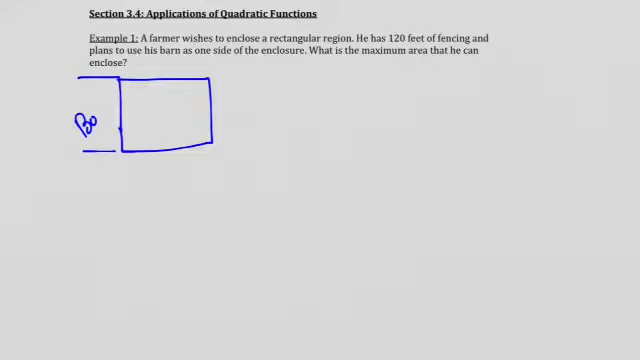 Section 3.4: Applications of Quadratic Functions
Example 1: A farmer wishes to enclose a rectangular region. He has 120 feet of fencing and
plans to use his barn as one side of the enclosure. What is the maximum area that he can
enclose?